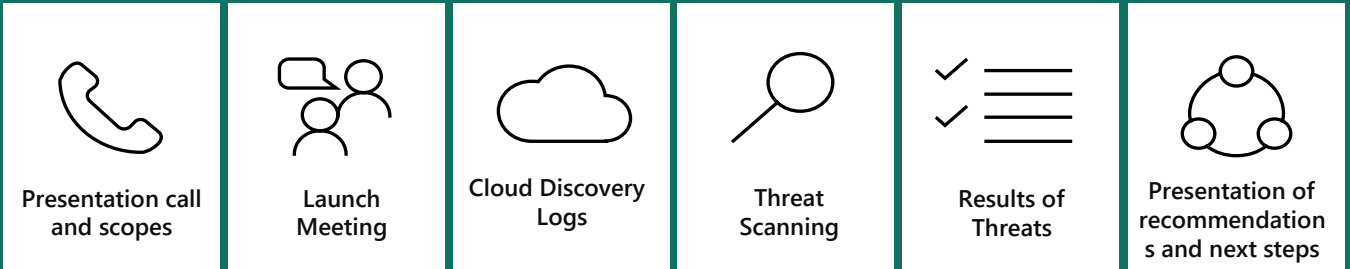 Presentation call
and scopes
Launch
Meeting
Cloud Discovery
Logs
Threat
Scanning
Results of
Threats
Presentation of
recommendation
s and next steps